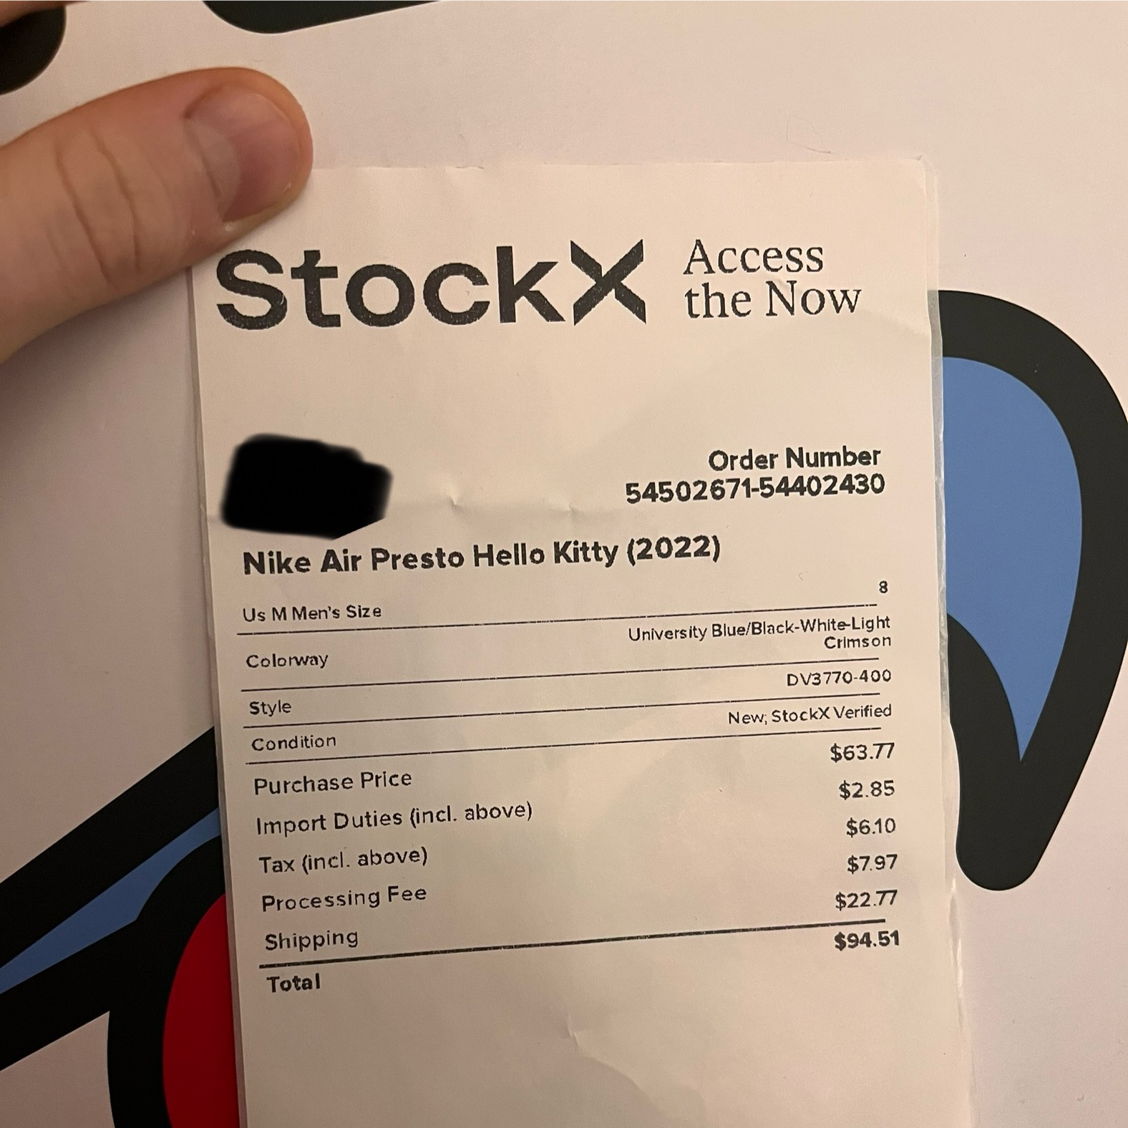 StockX Access
the Now
Order Number
54502671-54402430
Nike Air Presto Hello Kitty (2022)
Us M Men's Size 8
Colorway University Blue/Black-White-Light
Crimson
Style DV3770-400
Condition New; StockX Verified
Purchase Price $63.77
Import Duties (incl. above) $2.85
Tax (incl. above) $6.10
Processing Fee $7.97
Shipping $22.77
Total $94.51